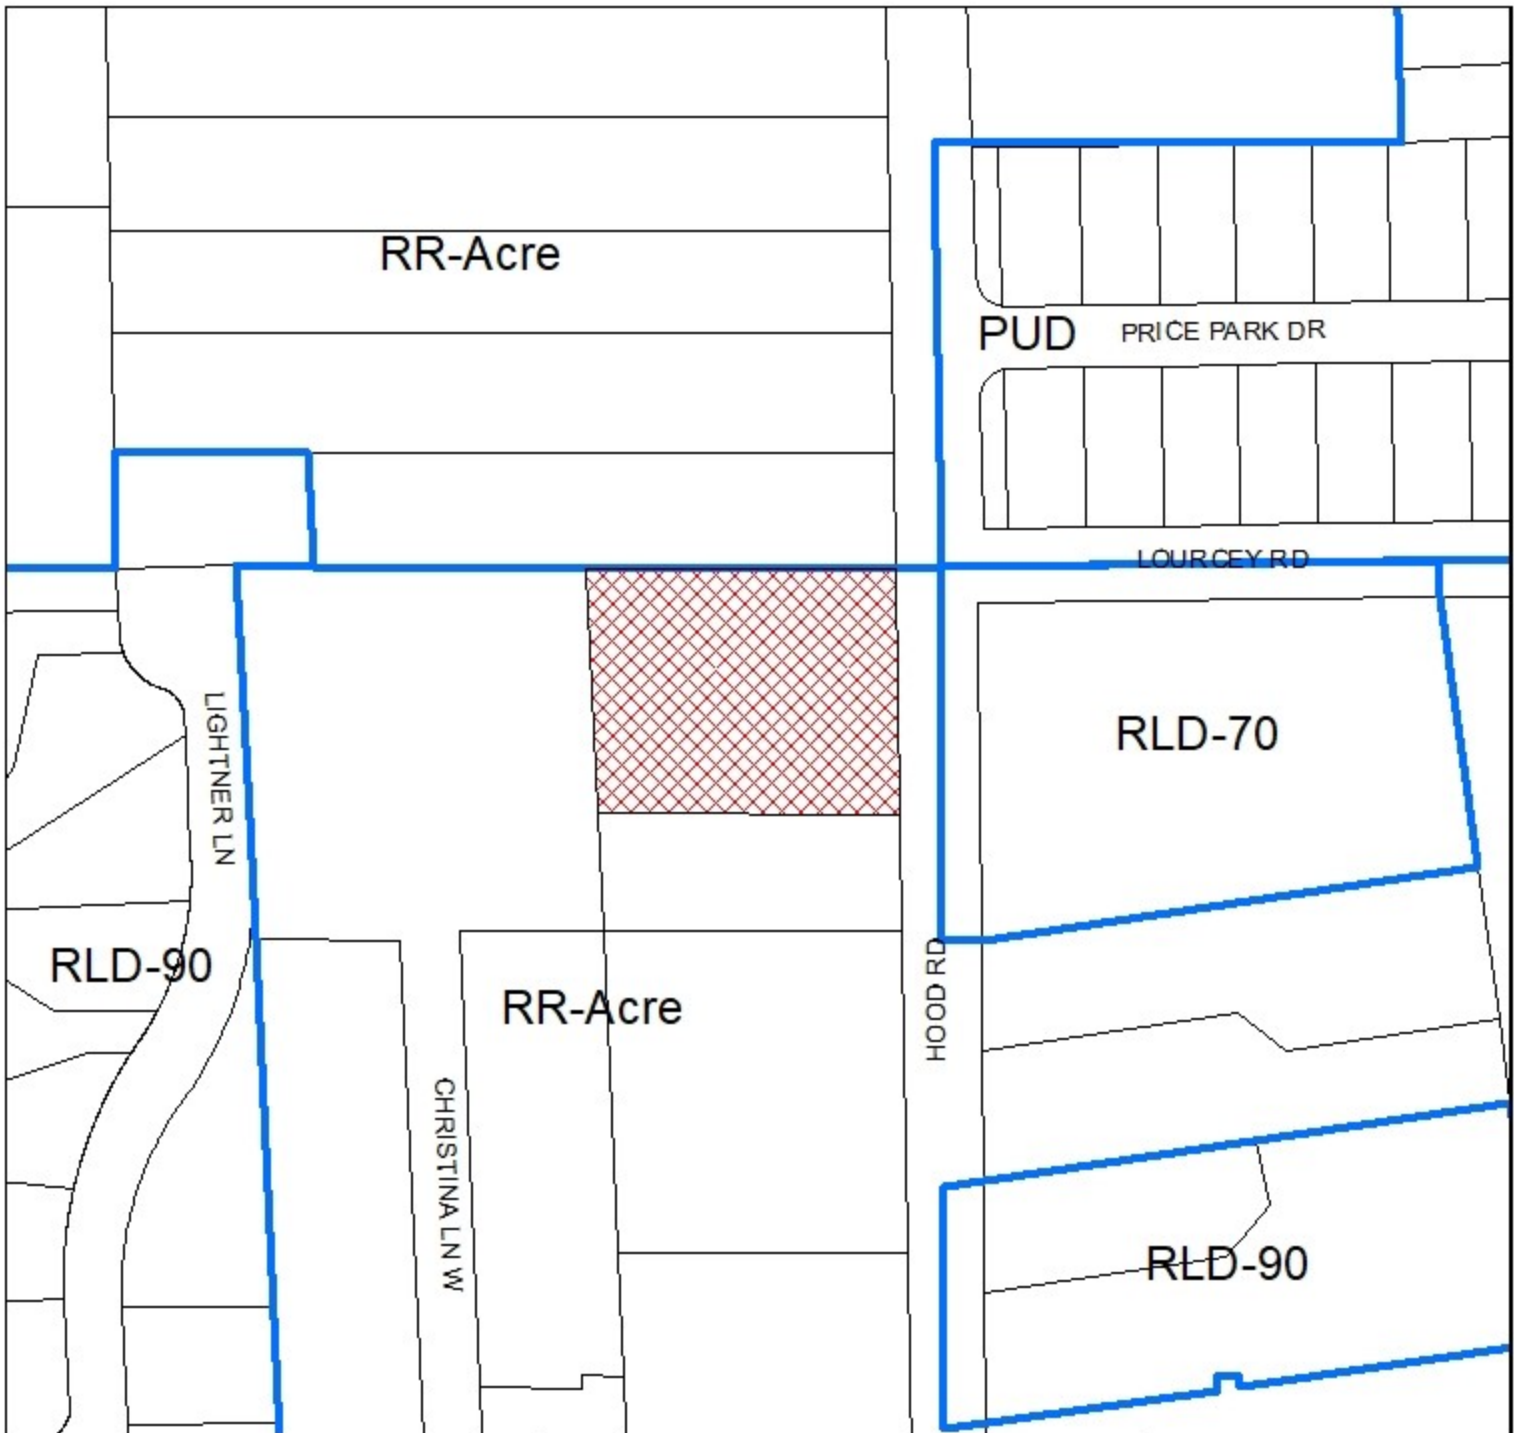 RR-Acre
PUD
PRICE PARK DR
LOURCEY RD
RLD-70
LIGHTNER LN
RLD-90
RR-Acre
HOOD RD
CHRISTINA LN W
RLD-90